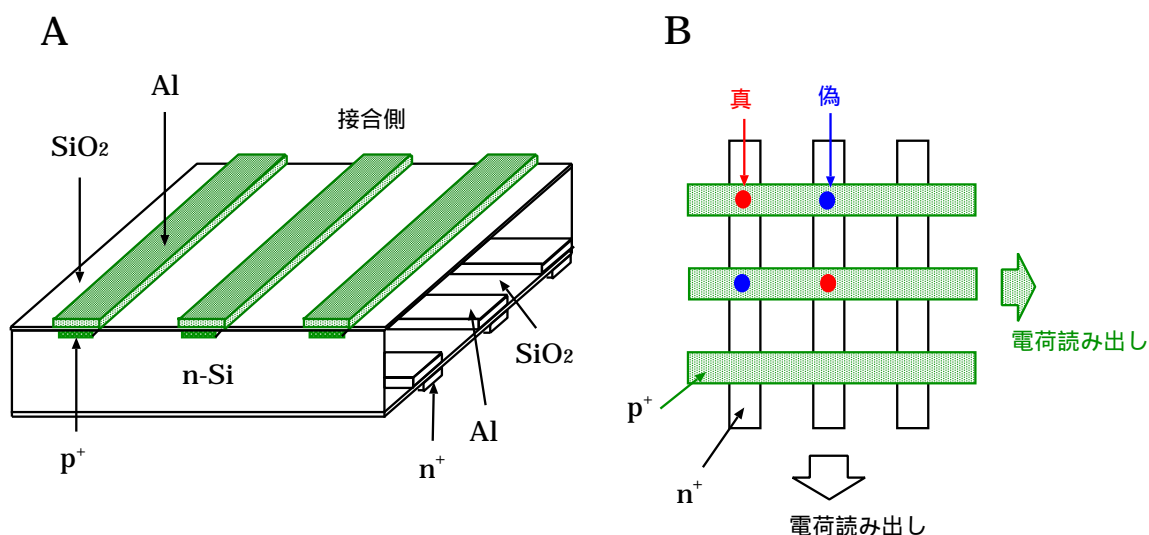 A
B
Al
接合側
SiO2
真
偽
n-Si
SiO2
Al
p+
n+
電荷読み出し
p+
n+
電荷読み出し